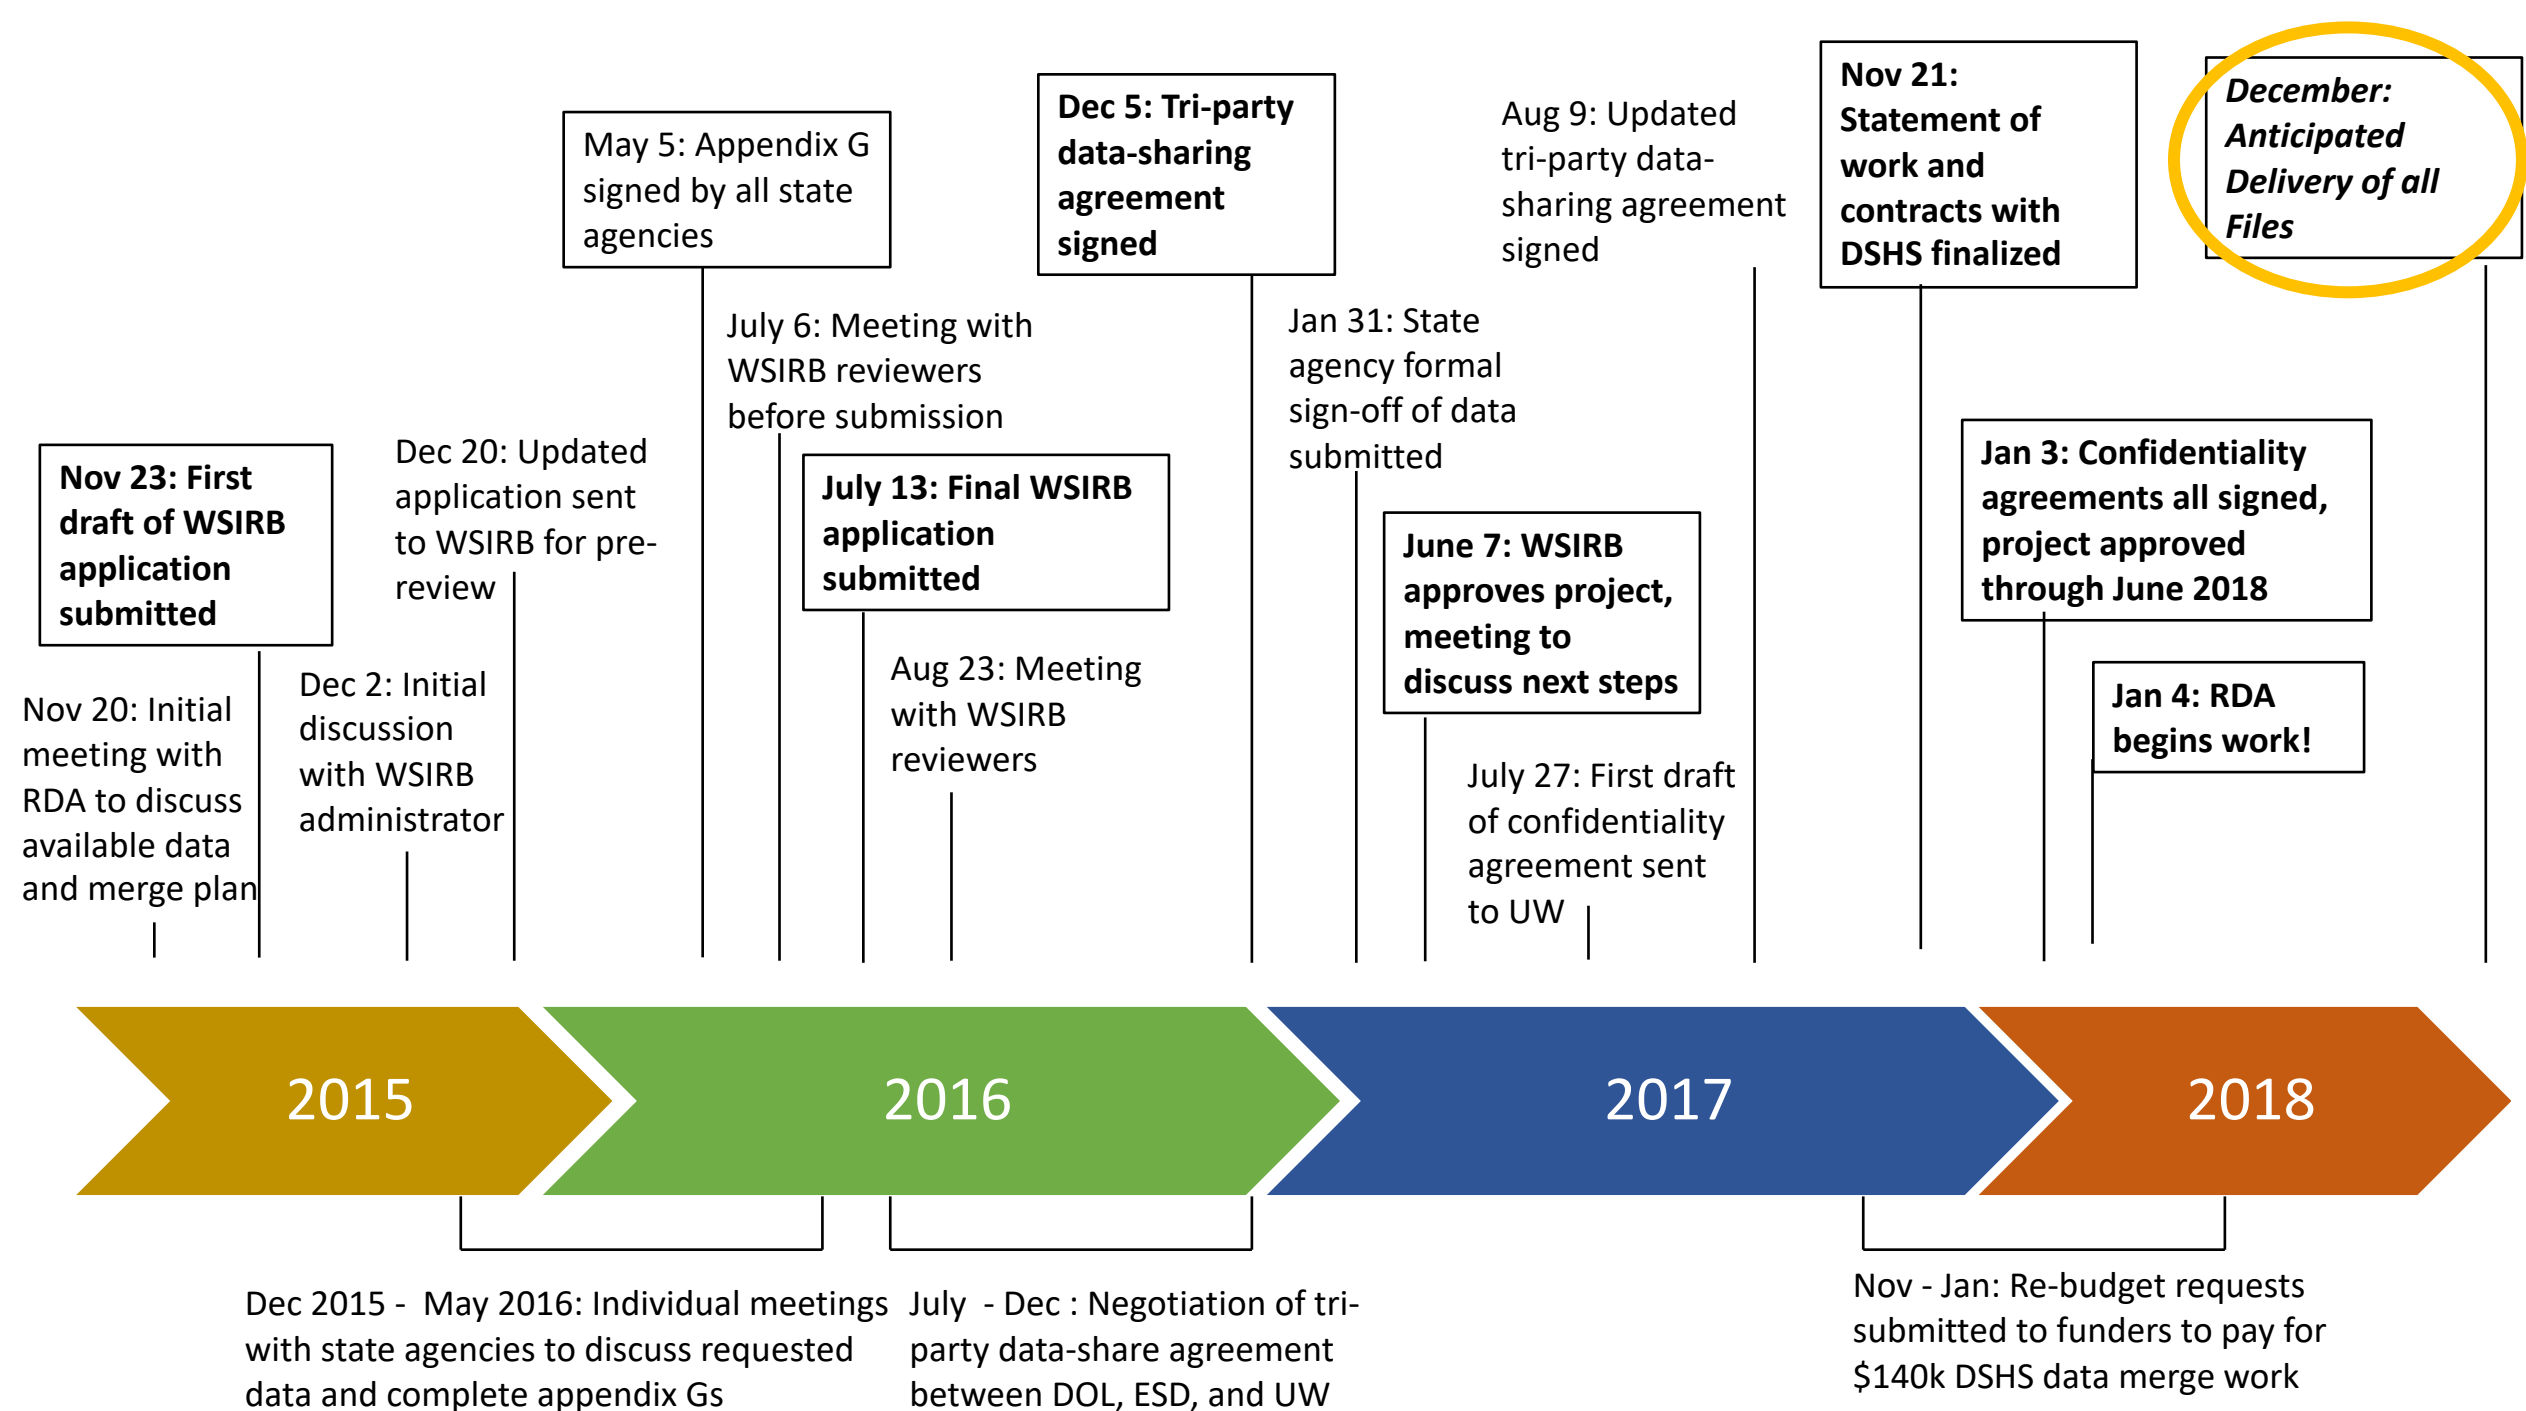 Nov 20: Initial
meeting with
RDA to discuss
available data
and merge plan
Nov 23: First
draft of WSIRB
application
submitted
Dec 2: Initial
discussion
with WSIRB
administrator
Dec 20: Updated
application sent
to WSIRB for pre-
review
May 5: Appendix G
signed by all state
agencies
July 6: Meeting with
WSIRB reviewers
before submission
July 13: Final WSIRB
application
submitted
Aug 23: Meeting
with WSIRB
reviewers
Dec 5: Tri-party
data-sharing
agreement
signed
Jan 31: State
agency formal
sign-off of data
submitted
June 7: WSIRB
approves project,
meeting to
discuss next steps
July 27: First draft
of confidentiality
agreement sent
to UW
Aug 9: Updated
tri-party data-
sharing agreement
signed
Nov 21:
Statement of
work and
contracts with
DSHS finalized
Jan 3: Confidentiality
agreements all signed,
project approved
through June 2018
Jan 4: RDA
begins work!
December:
Anticipated
Delivery of all
Files
2015
2016
2017
2018
Dec 2015 -  May 2016: Individual meetings
with state agencies to discuss requested
data and complete appendix Gs
July  - Dec : Negotiation of tri-
party data-share agreement
between DOL, ESD, and UW
Nov - Jan: Re-budget requests
submitted to funders to pay for
$140k DSHS data merge work